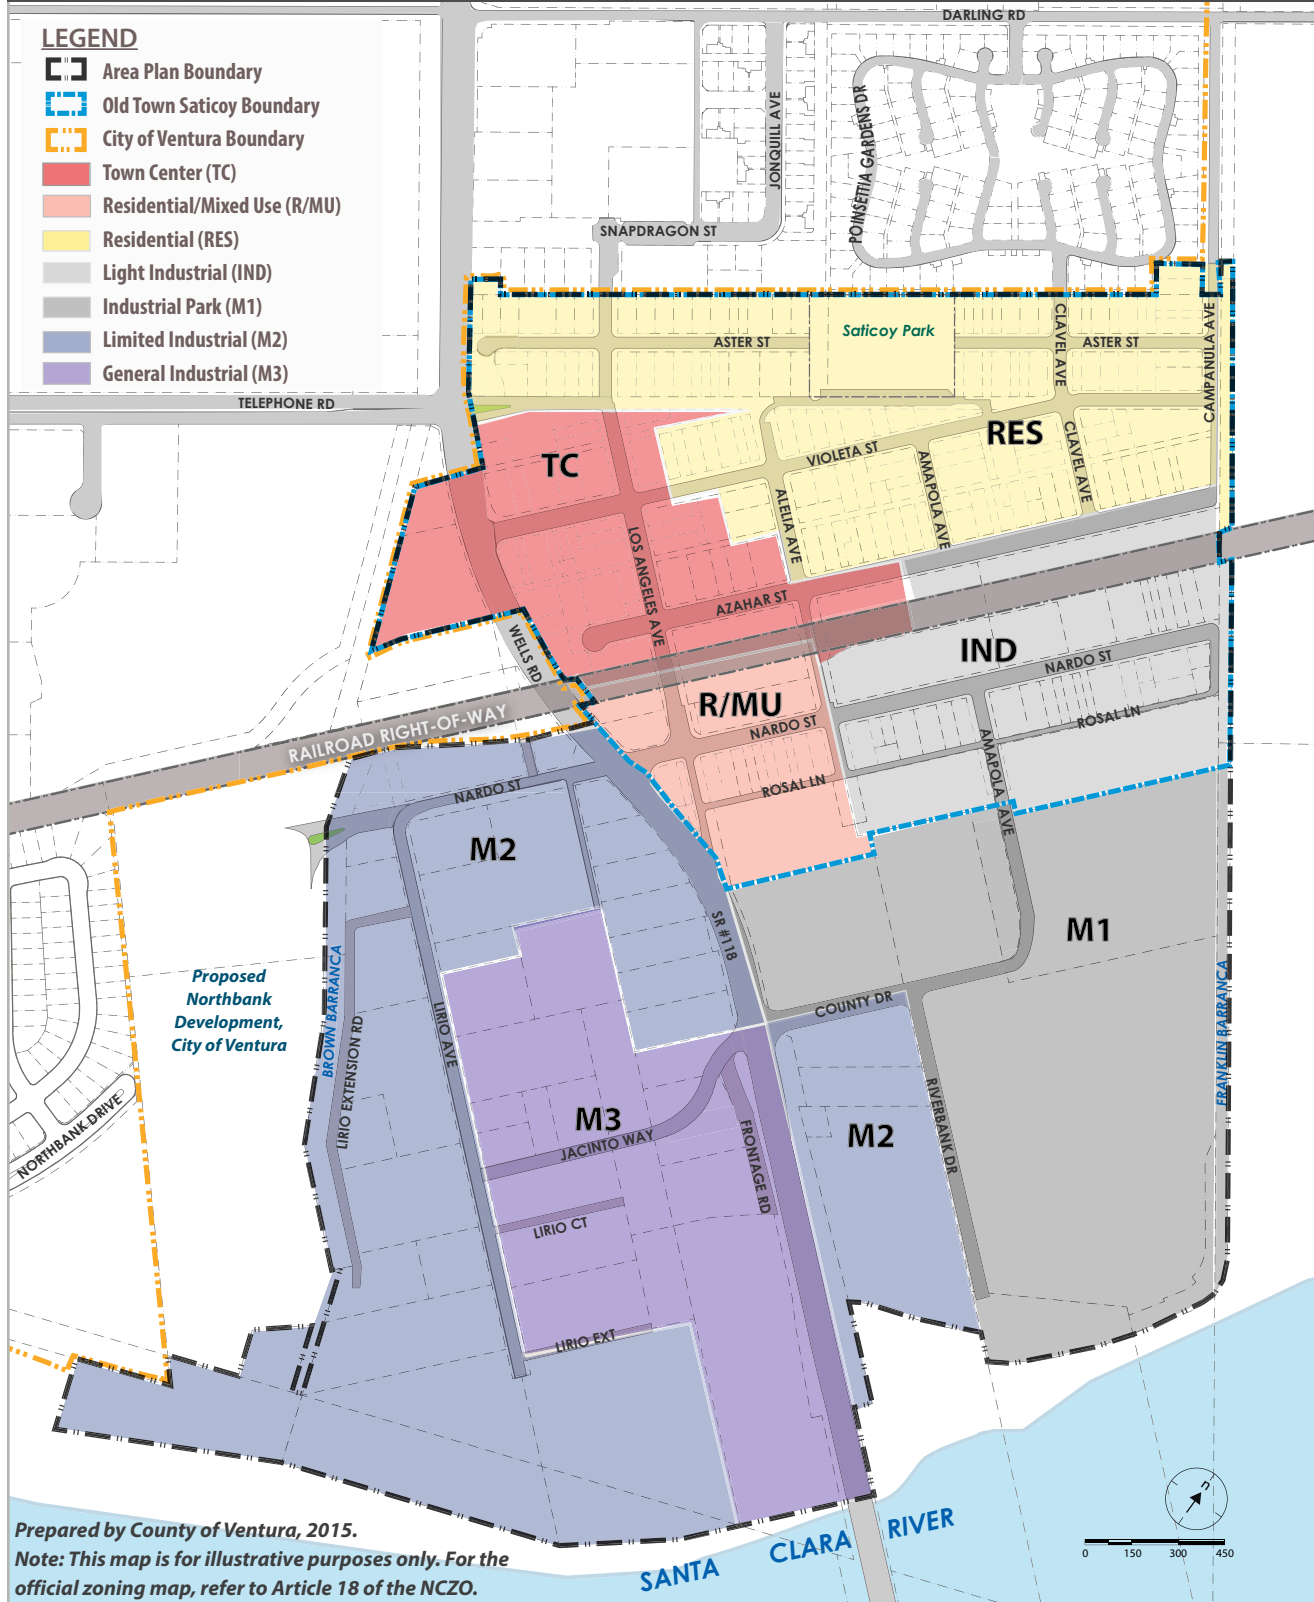 DARLING RD
LEGEND
Area Plan Boundary
Old Town Saticoy Boundary
City of Ventura Boundary
Town Center (TC)
Residential/Mixed Use (R/MU)
Residential (RES)
Light Industrial (IND)
Industrial Park (M1)
Limited Industrial (M2)
General Industrial (M3)
JONQUILL AVE
POINSETTIA GARDENS DR
SNAPDRAGON ST
TELEPHONE RD
ASTER ST
Saticoy Park
CLAVEL AVE
ASTER ST
CAMPANULA AVE
TC
RES
VIOLETA ST
AMAPOLA AVE
CLAVEL AVE
ALELIA AVE
LOS ANGELES AVE
AZAHAR ST
WELLS RD
IND
NARDO ST
R/MU
NARDO ST
ROSAL LN
RAILROAD RIGHT-OF-WAY
AMAPOLA AVE
ROSAL LN
NARDO ST
M2
SR #118
M1
Proposed
Northbank
Development,
City of Ventura
BROWN BARRANCA
FRANKLIN BARRANCA
LIRIO AVE
COUNTY DR
LIRIO EXTENSION RD
RIVERBANK DR
NORTHBANK DRIVE
M3
JACINTO WAY
FRONTAGE RD
M2
LIRIO CT
LIRIO EXT
n
Prepared by County of Ventura, 2015.
Note: This map is for illustrative purposes only. For the
official zoning map, refer to Article 18 of the NCZO.
SANTA CLARA RIVER
0 150 300 450